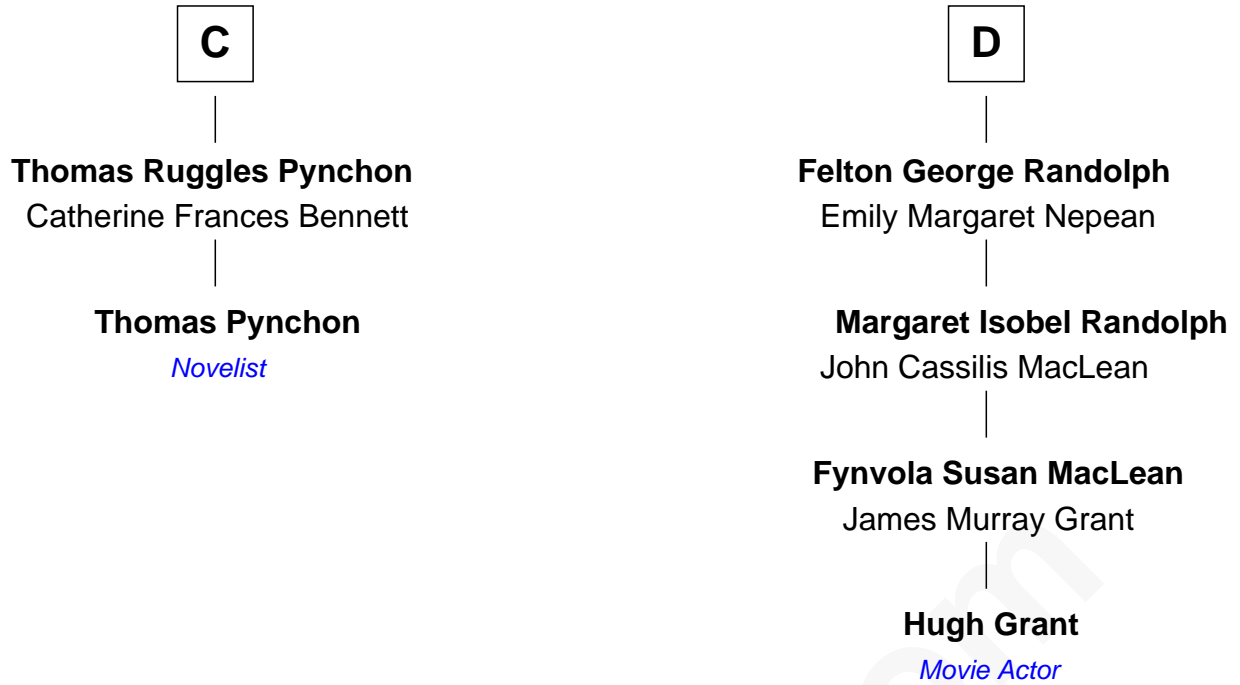 C
Thomas Ruggles Pynchon
Catherine Frances Bennett
Thomas Pynchon
Novelist
D
Felton George Randolph
Emily Margaret Nepean
Margaret Isobel Randolph
John Cassilis MacLean
Fynvola Susan MacLean
James Murray Grant
Hugh Grant
Movie Actor